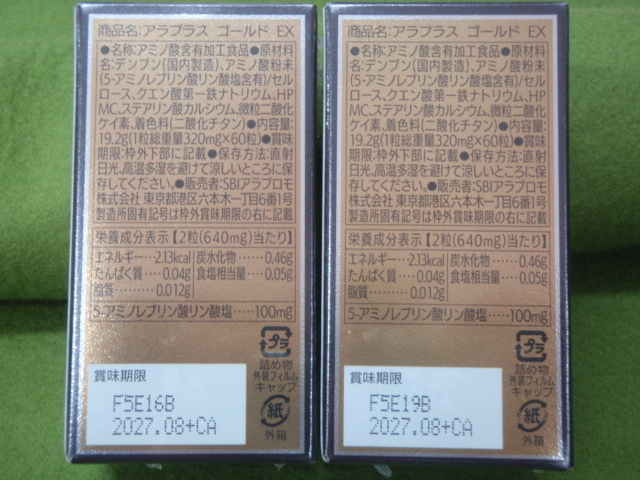 商品名:アラプラス ゴールド EX
●名称:アミノ酸含有加工食品●原材料
名:デンプン(国内製造)、アミノ酸粉末
(5-アミノレブリン酸リン酸塩含有)/セル
ロース、クエン酸第一鉄ナトリウム、HP
MC、ステアリン酸カルシウム、微粒二酸化
ケイ素、着色料(二酸化チタン)●内容量:
19.2g(1粒総重量320mg×60粒)●賞味
期限:枠外下部に記載●保存方法:直射
日光、高温多湿を避けて涼しいところに保
存してください。●販売者:SBIアラプロモ
株式会社 東京都港区六本木一丁目6番1号
製造所固有記号は枠外賞味期限の右に記載
栄養成分表示【2粒(640mg)当たり】
エネルギー…2.13kcal 炭水化物………0.46g
たんぱく質………0.04g 食塩相当量……0.05g
脂質…………0.012g
5-アミノレブリン酸リン酸塩……100mg
プラ
詰め物
外装フィルム
キャップ
紙
外箱
賞味期限
F5E16B
2027.08+CA
商品名:アラプラス ゴールド EX
●名称:アミノ酸含有加工食品●原材料
名:デンプン(国内製造)、アミノ酸粉末
(5-アミノレブリン酸リン酸塩含有)/セル
ロース、クエン酸第一鉄ナトリウム、HP
MC、ステアリン酸カルシウム、微粒二酸化
ケイ素、着色料(二酸化チタン)●内容量:
19.2g(1粒総重量320mg×60粒)●賞味
期限:枠外下部に記載●保存方法:直射
日光、高温多湿を避けて涼しいところに保
存してください。●販売者:SBIアラプロモ
株式会社 東京都港区六本木一丁目6番1号
製造所固有記号は枠外賞味期限の右に記載
栄養成分表示【2粒(640mg)当たり】
エネルギー…2.13kcal 炭水化物………0.46g
たんぱく質………0.04g 食塩相当量……0.05g
脂質…………0.012g
5-アミノレブリン酸リン酸塩……100mg
プラ
詰め物
外装フィルム
キャップ
紙
外箱
賞味期限
F5E19B
2027.08+CA